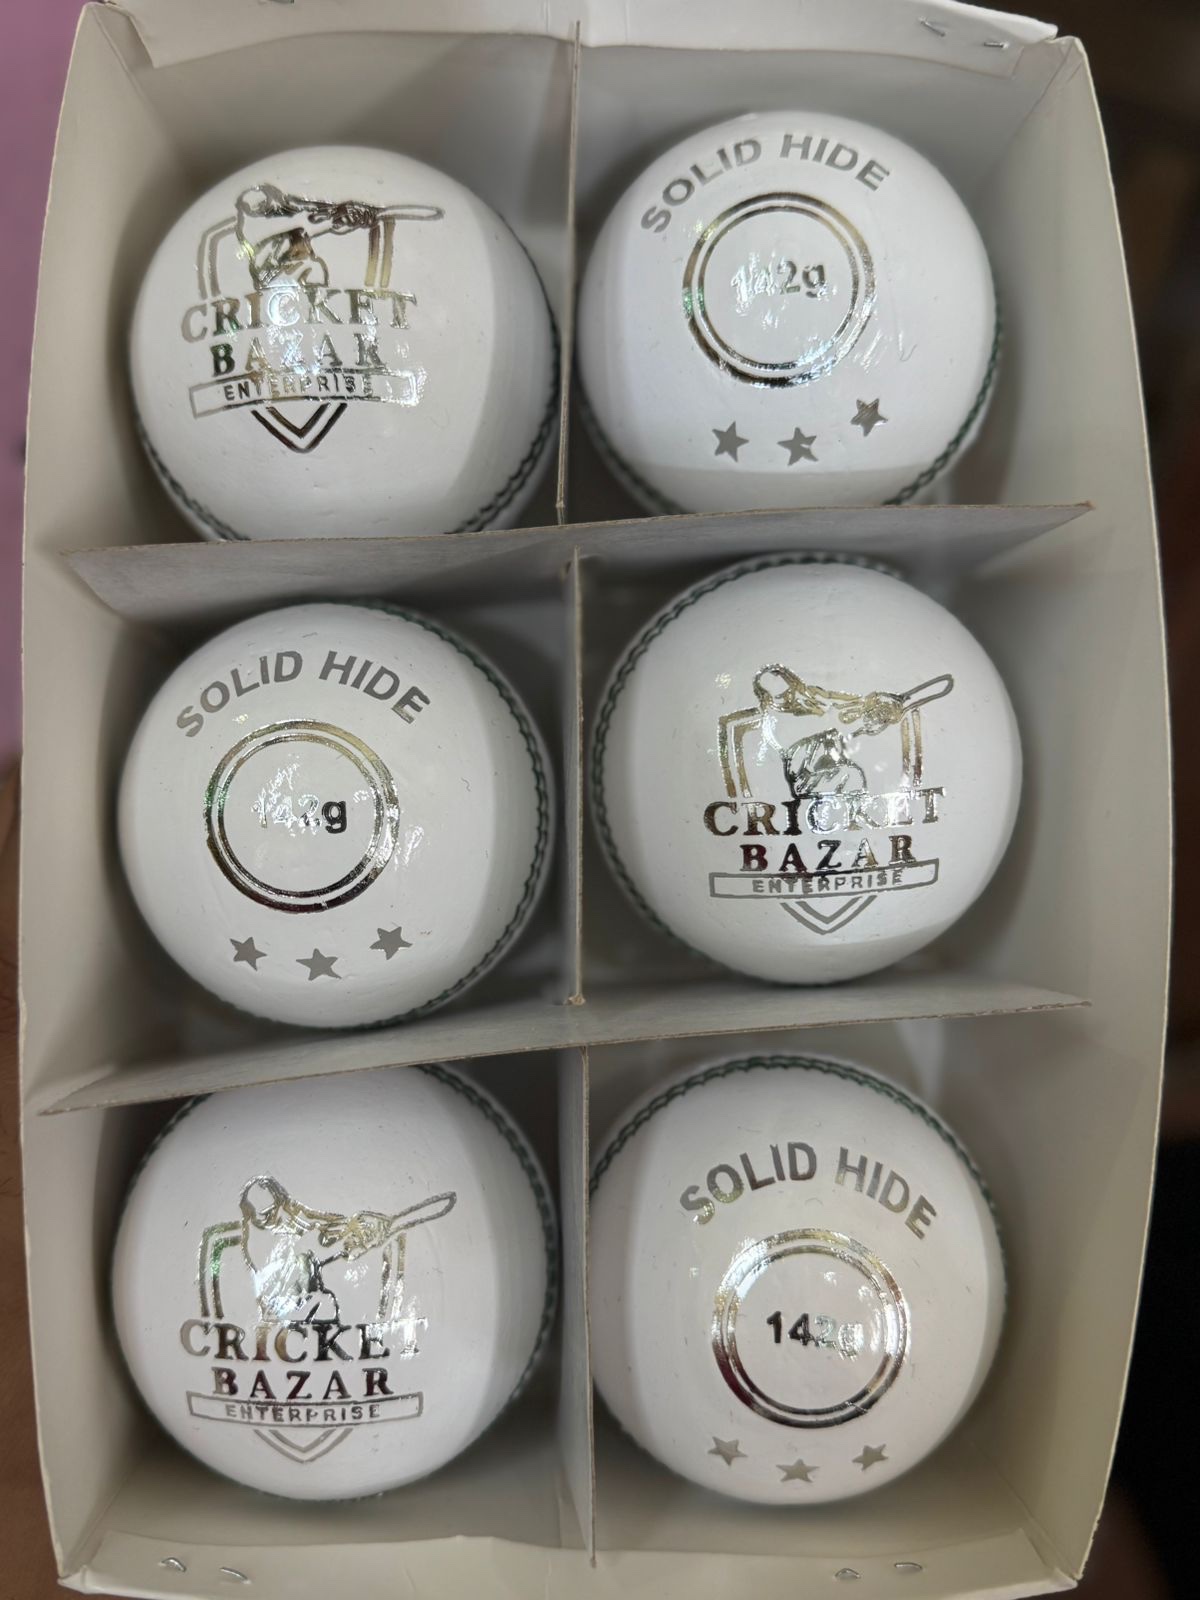 CRICKET
BAZAR
ENTERPRISE
SOLID HIDE
142g
SOLID HIDE
142g
CRICKET
BAZAR
ENTERPRISE
CRICKET
BAZAR
ENTERPRISE
SOLID HIDE
142g